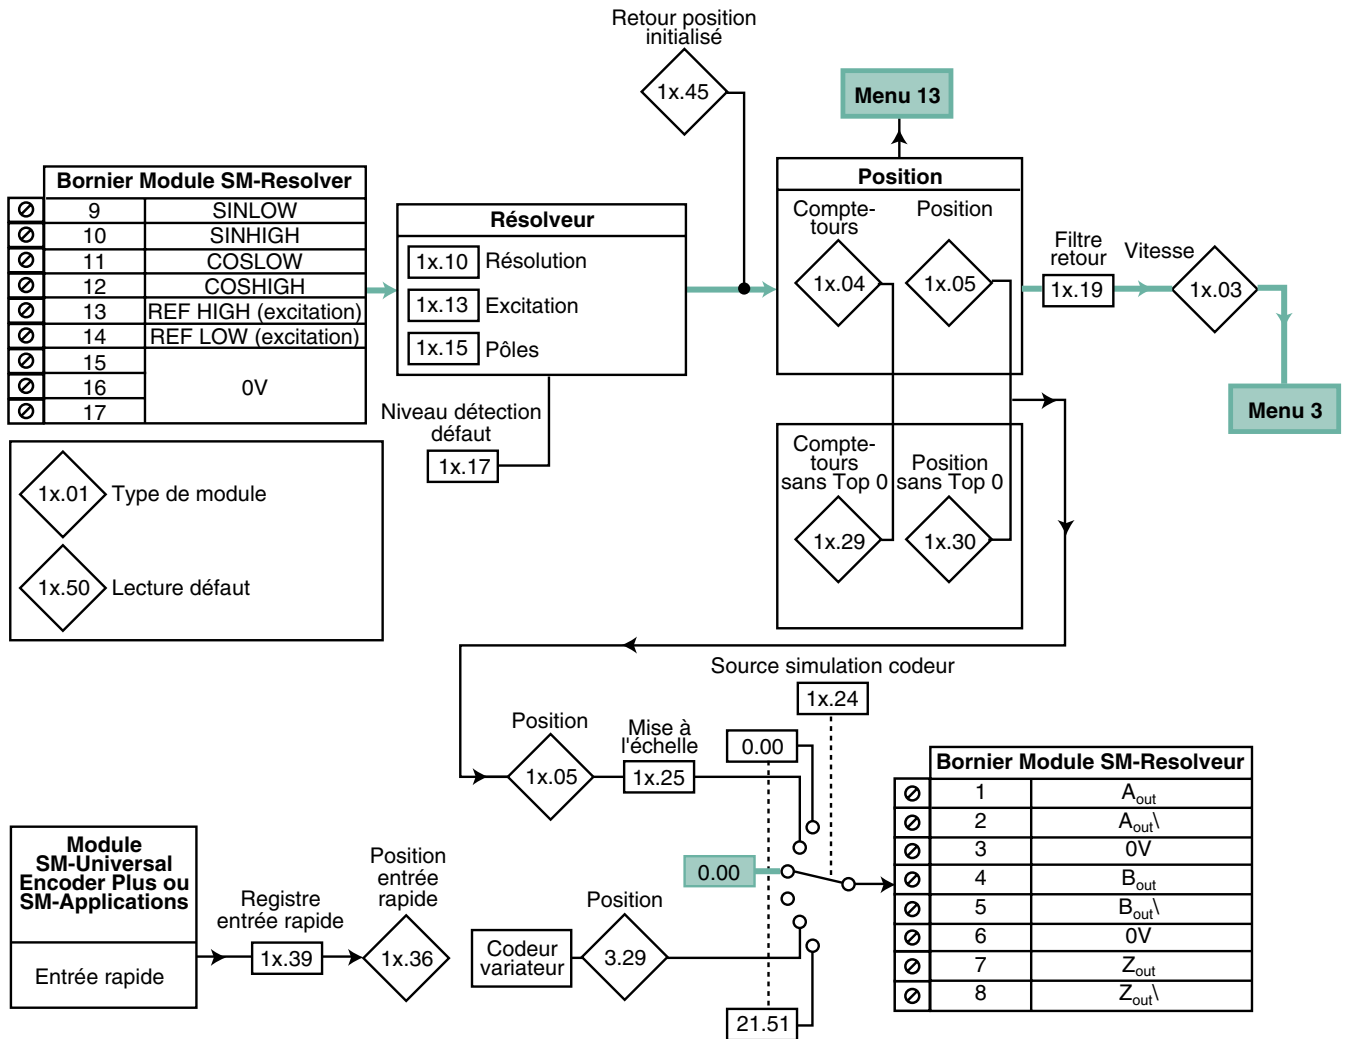 Retour position
initialisé
1x.45
Menu 13
Bornier Module SM-Resolver
9 SINLOW
10 SINHIGH
11 COSLOW
12 COSHIGH
13 REF HIGH (excitation)
14 REF LOW (excitation)
15
16 0V
17
Résolveur
1x.10 Résolution
1x.13 Excitation
1x.15 Pôles
Niveau détection
défaut
1x.17
Position
Compte-
tours
1x.04
Position
1x.05
Filtre
retour
1x.19
Vitesse
1x.03
Menu 3
Compte-
tours
sans Top 0
1x.29
Position
sans Top 0
1x.30
1x.01 Type de module
1x.50 Lecture défaut
Source simulation codeur
1x.24
Position
1x.05
Mise à
l'échelle
1x.25
0.00
0.00
Module
SM-Universal
Encoder Plus ou
SM-Applications
Entrée rapide
Registre
entrée rapide
1x.39
Position
entrée
rapide
1x.36
Codeur
variateur
Position
3.29
21.51
Bornier Module SM-Resolveur
1 Aout
2 Aout\
3 0V
4 Bout
5 Bout\
6 0V
7 Zout
8 Zout\